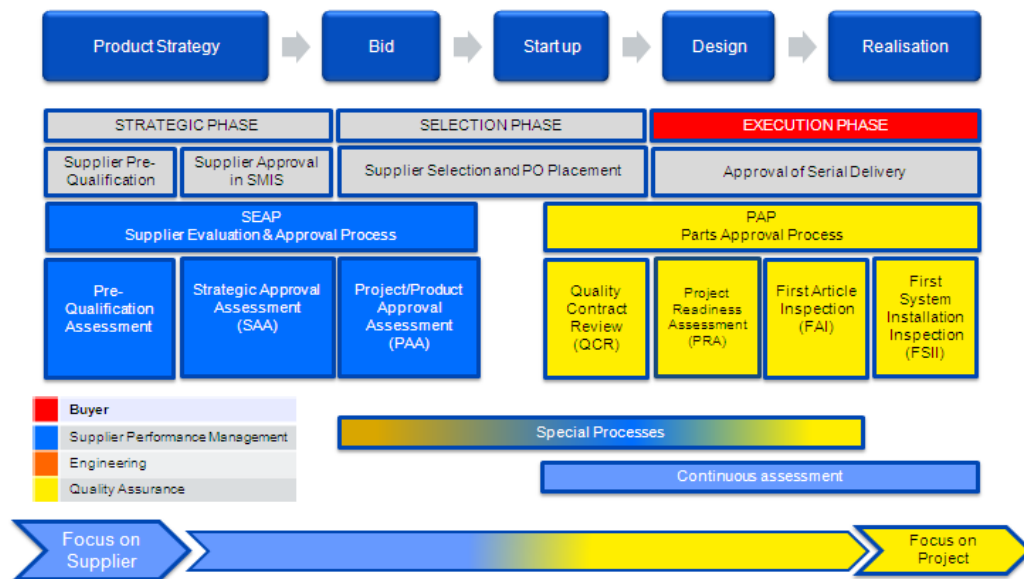 Product Strategy
Bid
Start up
Design
Realisation
STRATEGIC PHASE
SELECTION PHASE
EXECUTION PHASE
Supplier Pre-
Qualification
Supplier Approval
in SMIS
Supplier Selection and PO Placement
Approval of Serial Delivery
SEAP
Supplier Evaluation & Approval Process
PAP
Parts Approval Process
Pre-
Qualification
Assessment
Strategic Approval
Assessment
(SAA)
Project/Product
Approval
Assessment
(PAA)
Quality
Contract
Review
(QCR)
Project
Readiness
Assessment
(PRA)
First Article
Inspection
(FAI)
First
System
Installation
Inspection
(FSII)
Buyer
Supplier Performance Management
Engineering
Quality Assurance
Special Processes
Continuous assessment
Focus on
Supplier
Focus on
Project